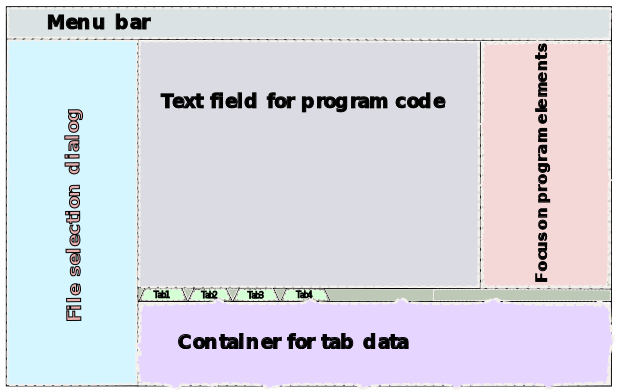 Menu bar
File selection dialog
Text field for program code
Focus on program elements
Tab1
Tab2
Tab3
Tab4
Container for tab data